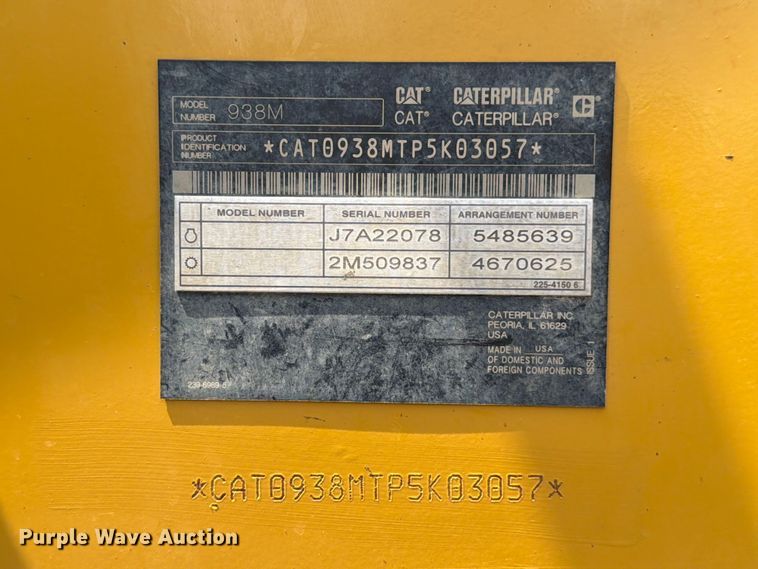 MODEL NUMBER 938M
CAT® CATERPILLAR®
CAT® CATERPILLAR®
PRODUCT IDENTIFICATION NUMBER *CAT0938MTP5K03057*
MODEL NUMBER SERIAL NUMBER ARRANGEMENT NUMBER
J7A22078 5485639
2M509837 4670625
225-4150 6
CATERPILLAR INC.
PEORIA, IL 61629
USA
MADE IN USA
OF DOMESTIC AND
FOREIGN COMPONENTS
ISSUE 1
*CAT0938MTP5K03057*
Purple Wave Auction